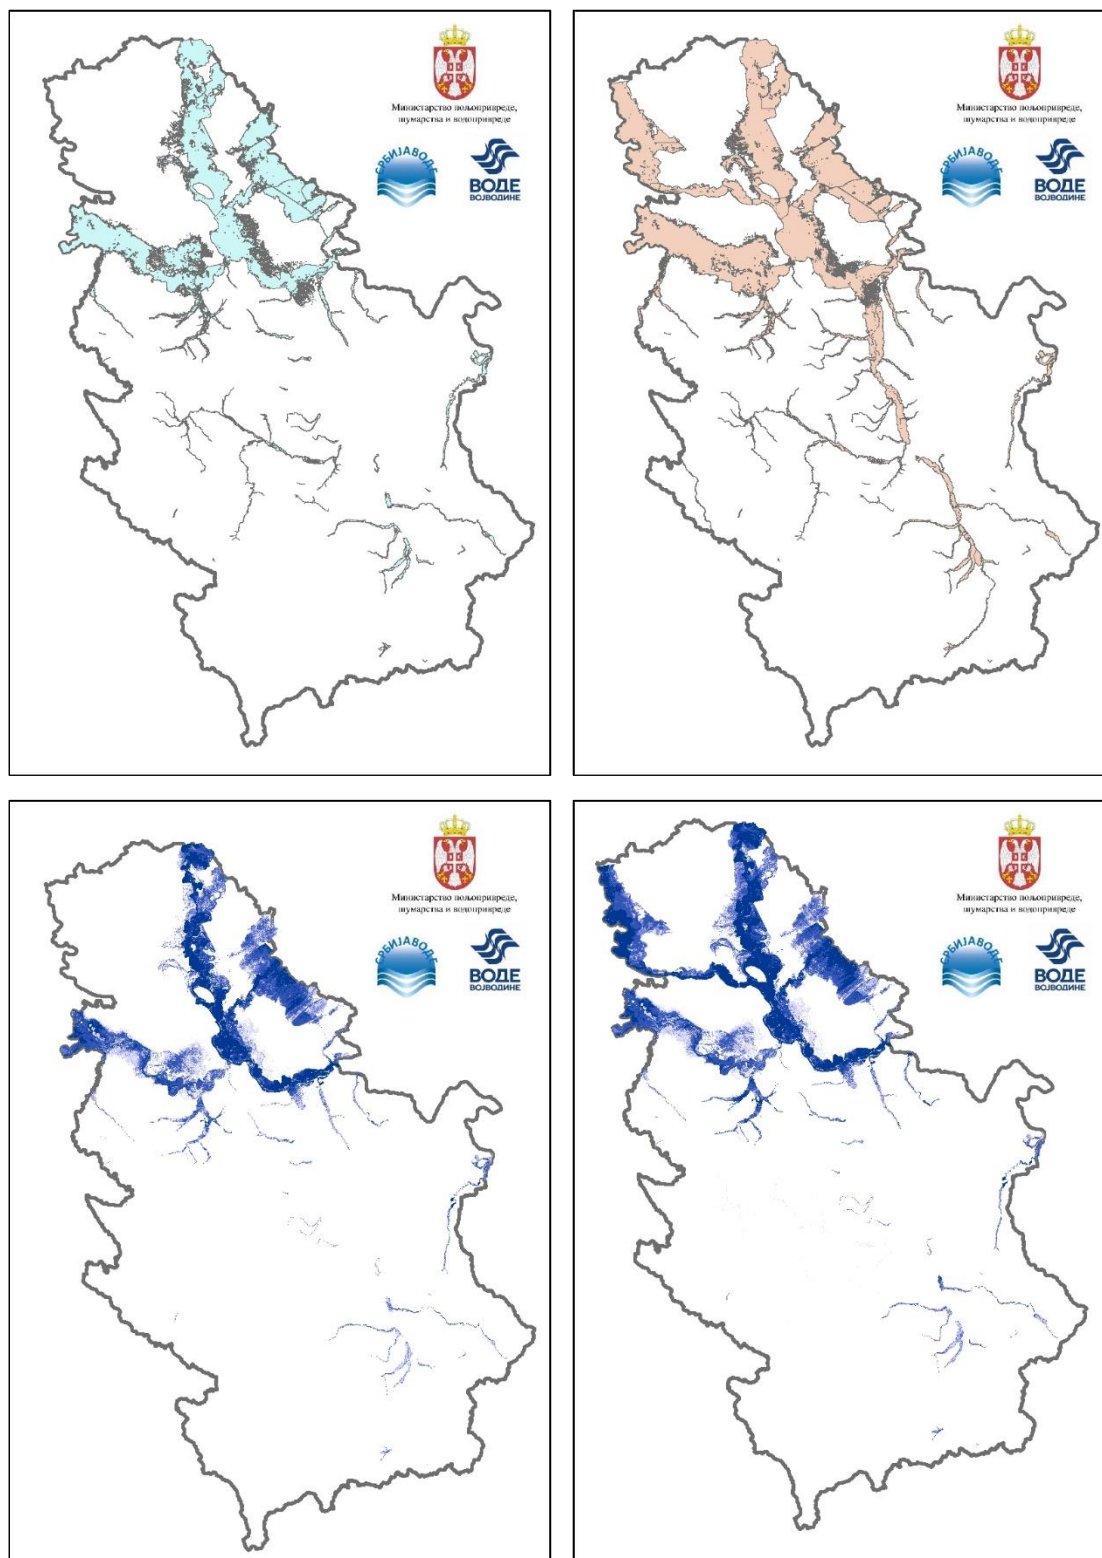 Министарство пољопривреде,
шумарства и водопривреде
СРБИЈАВОДЕ
ВОДЕ
ВОЈВОДИНЕ
Министарство пољопривреде,
шумарства и водопривреде
СРБИЈАВОДЕ
ВОДЕ
ВОЈВОДИНЕ
Министарство пољопривреде,
шумарства и водопривреде
СРБИЈАВОДЕ
ВОДЕ
ВОЈВОДИНЕ
Министарство пољопривреде,
шумарства и водопривреде
СРБИЈАВОДЕ
ВОДЕ
ВОЈВОДИНЕ